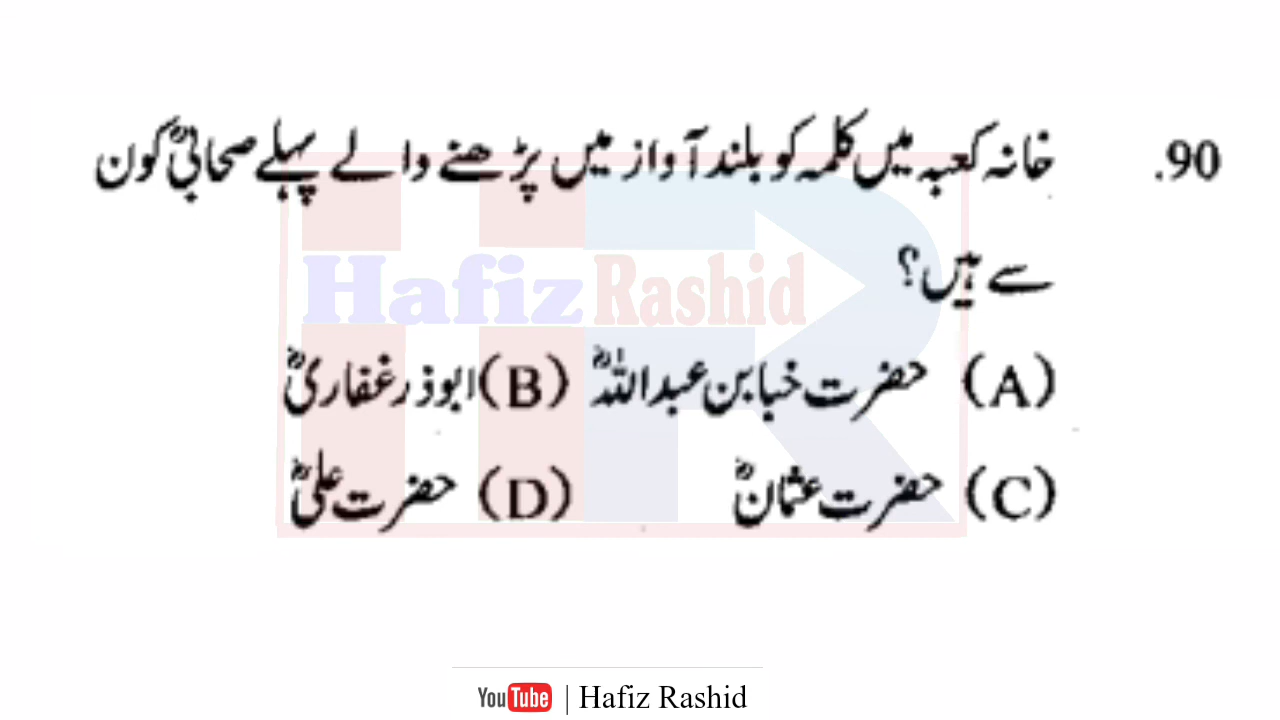 90. خانہ کعبہ میں کلمہ کو بلند آواز میں پڑھنے والے پہلے صحابیؓ کون
سے ہیں؟
(A) حضرت خباب بن عبداللہؓ (B) ابوذر غفاریؓ
(C) حضرت عثمانؓ (D) حضرت علیؓ
Hafiz Rashid
YouTube | Hafiz Rashid